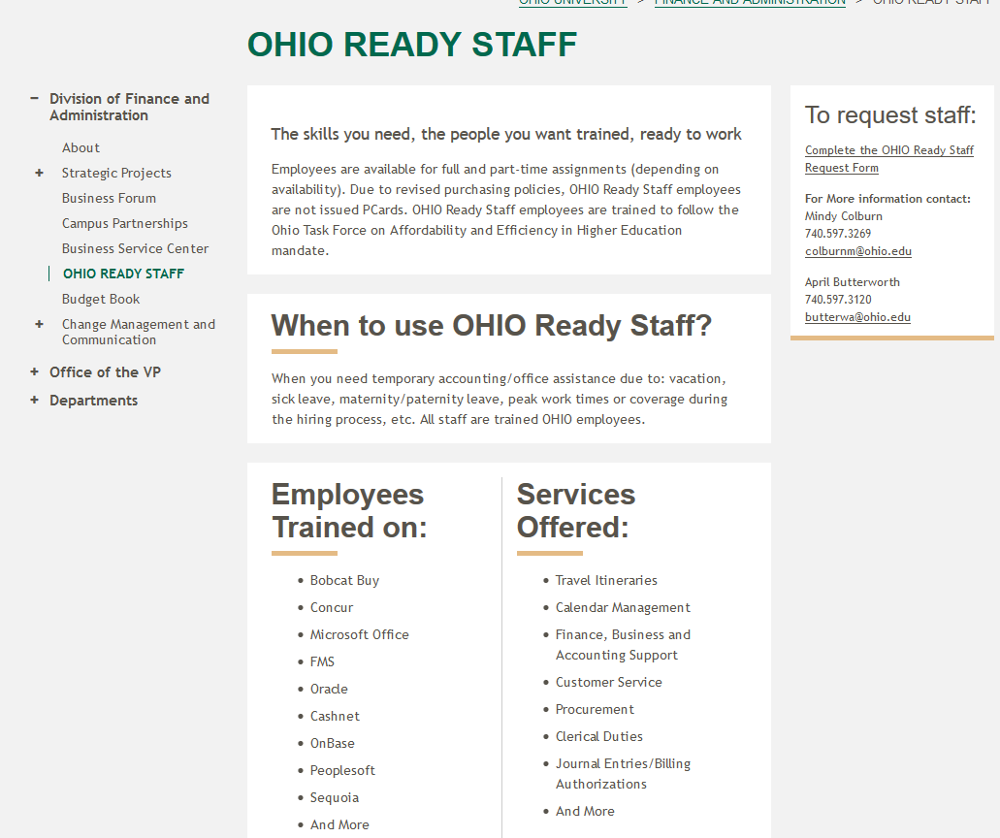 OHIO UNIVERSITY > FINANCE AND ADMINISTRATION > OHIO READY STAFF
OHIO READY STAFF
− Division of Finance and
Administration
About
+ Strategic Projects
Business Forum
Campus Partnerships
Business Service Center
OHIO READY STAFF
Budget Book
+ Change Management and
Communication
+ Office of the VP
+ Departments
The skills you need, the people you want trained, ready to work
Employees are available for full and part-time assignments (depending on
availability). Due to revised purchasing policies, OHIO Ready Staff employees
are not issued PCards. OHIO Ready Staff employees are trained to follow the
Ohio Task Force on Affordability and Efficiency in Higher Education
mandate.
When to use OHIO Ready Staff?
When you need temporary accounting/office assistance due to: vacation,
sick leave, maternity/paternity leave, peak work times or coverage during
the hiring process, etc. All staff are trained OHIO employees.
Employees
Trained on:
• Bobcat Buy
• Concur
• Microsoft Office
• FMS
• Oracle
• Cashnet
• OnBase
• Peoplesoft
• Sequoia
• And More
Services
Offered:
• Travel Itineraries
• Calendar Management
• Finance, Business and
Accounting Support
• Customer Service
• Procurement
• Clerical Duties
• Journal Entries/Billing
Authorizations
• And More
To request staff:
Complete the OHIO Ready Staff
Request Form
For More information contact:
Mindy Colburn
740.597.3269
colburnm@ohio.edu
April Butterworth
740.597.3120
butterwa@ohio.edu